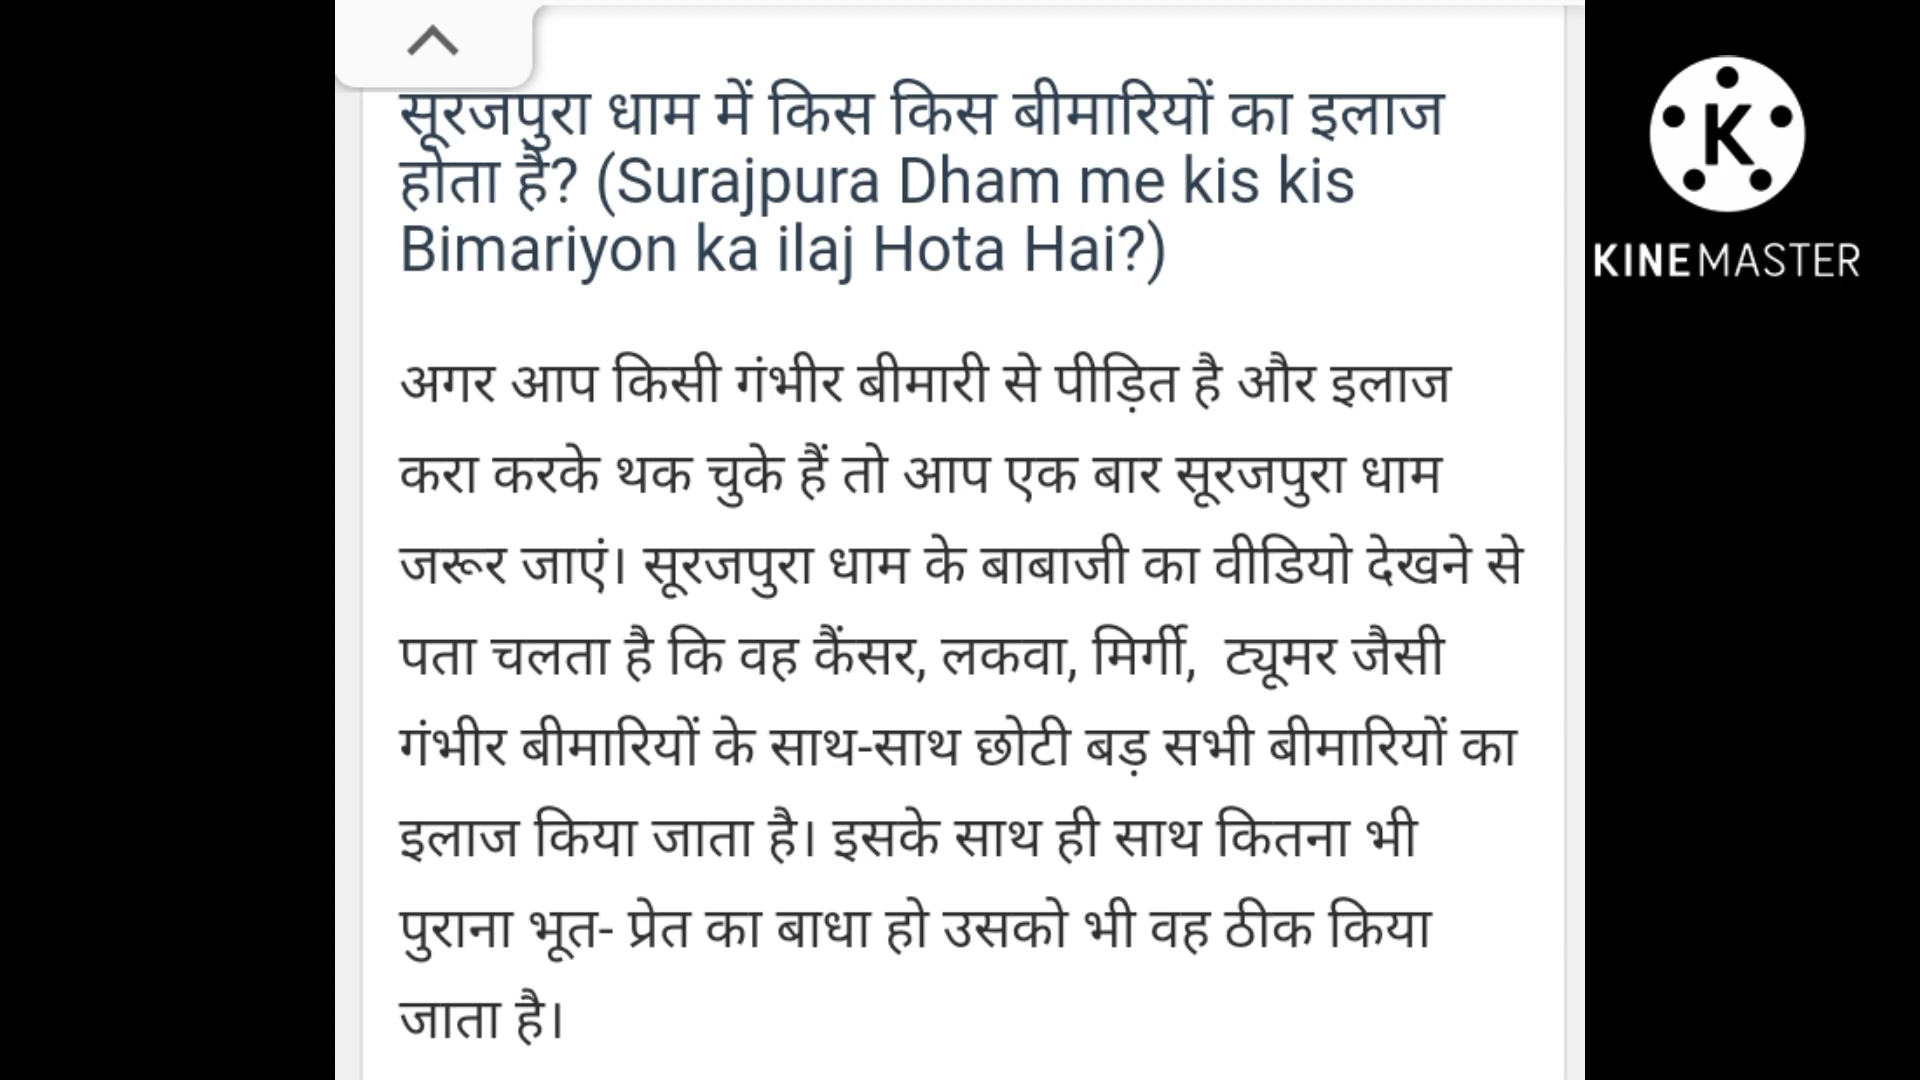 सूरजपुरा धाम में किस किस बीमारियों का इलाज
होता है? (Surajpura Dham me kis kis
Bimariyon ka ilaj Hota Hai?)
अगर आप किसी गंभीर बीमारी से पीड़ित है और इलाज
करा करके थक चुके हैं तो आप एक बार सूरजपुरा धाम
जरूर जाएं। सूरजपुरा धाम के बाबाजी का वीडियो देखने से
पता चलता है कि वह कैंसर, लकवा, मिर्गी, ट्यूमर जैसी
गंभीर बीमारियों के साथ-साथ छोटी बड़ सभी बीमारियों का
इलाज किया जाता है। इसके साथ ही साथ कितना भी
पुराना भूत- प्रेत का बाधा हो उसको भी वह ठीक किया
जाता है।
K
KINEMASTER